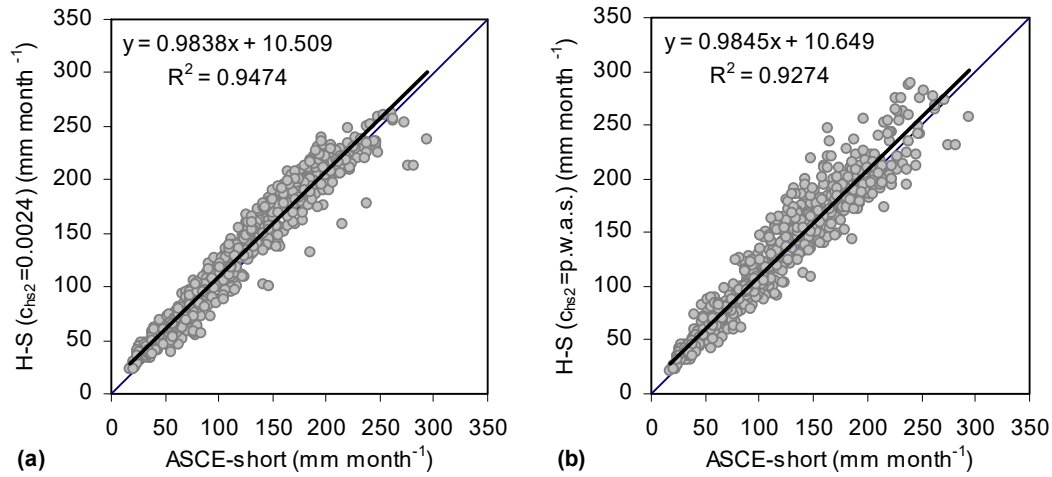 H-S (chs2=0.0024) (mm month -1)
350
300
250
200
150
100
50
0
y = 0.9838x + 10.509
R2 = 0.9474
0 50 100 150 200 250 300 350
(a) ASCE-short (mm month-1)
H-S (chs2=p.w.a.s.) (mm month -1)
350
300
250
200
150
100
50
0
y = 0.9845x + 10.649
R2 = 0.9274
0 50 100 150 200 250 300 350
(b) ASCE-short (mm month-1)